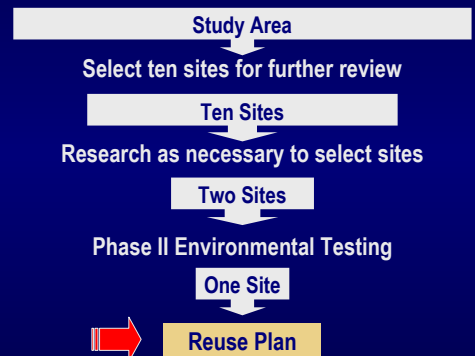 Study Area
Select ten sites for further review
Ten Sites
Research as necessary to select sites
Two Sites
Phase II Environmental Testing
One Site
Reuse Plan